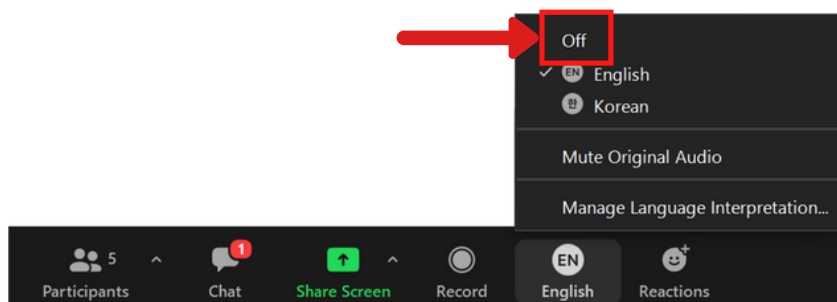 Off
EN English
한 Korean
Mute Original Audio
Manage Language Interpretation...
5 1 EN
Participants Chat Share Screen Record English Reactions